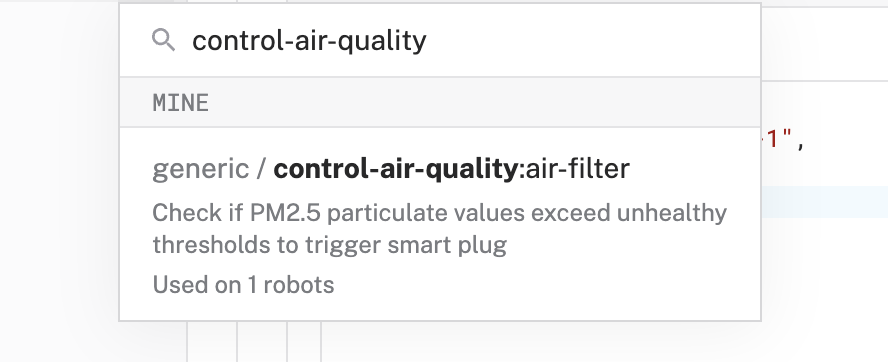 control-air-quality
MINE
generic / control-air-quality:air-filter
-1",
Check if PM2.5 particulate values exceed unhealthy
thresholds to trigger smart plug
Used on 1 robots